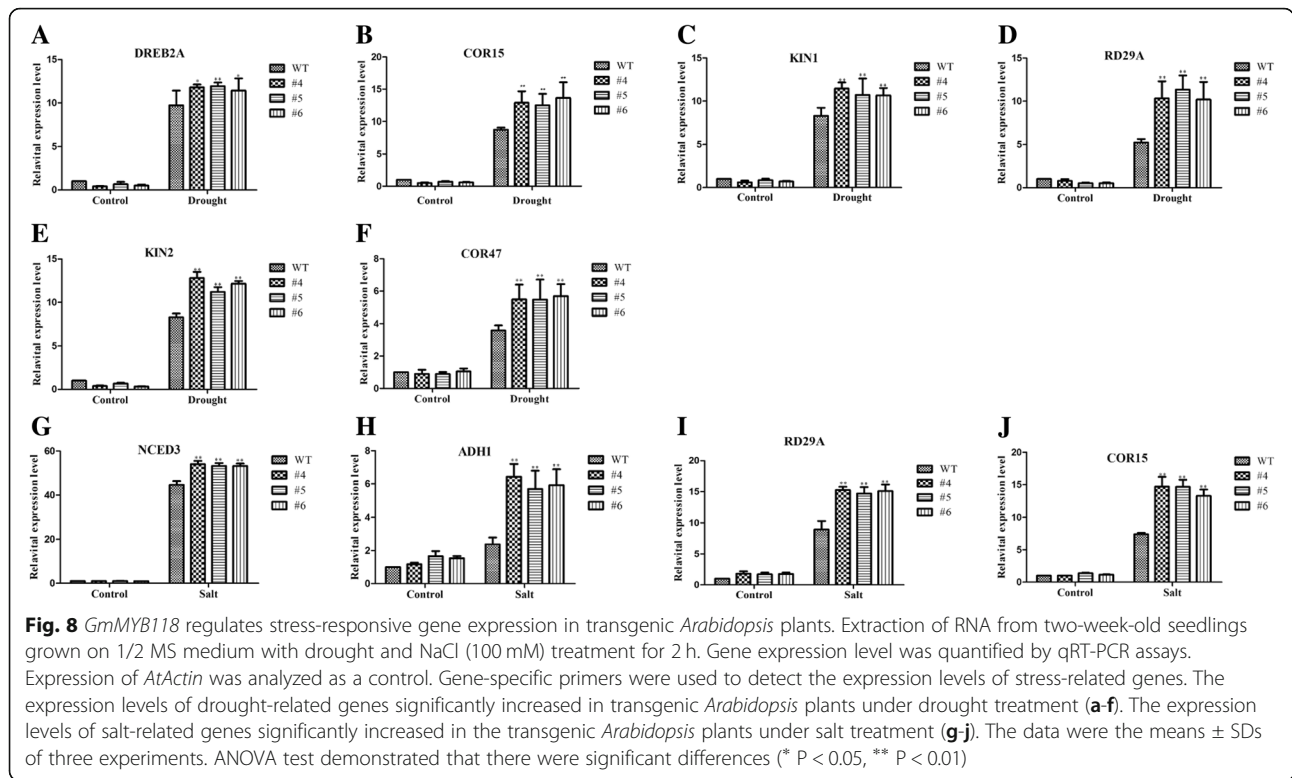 A
DREB2A
Relavital expression level
15
10
5
0
Control
Drought
WT
#4
#5
#6
*
**
*
B
COR15
Relavital expression level
20
15
10
5
0
Control
Drought
WT
#4
#5
#6
**
**
**
C
KIN1
Relavital expression level
15
10
5
0
Control
Drought
WT
#4
#5
#6
**
**
**
D
RD29A
Relavital expression level
15
10
5
0
Control
Drought
WT
#4
#5
#6
**
**
**
E
KIN2
Relavital expression level
15
10
5
0
Control
Drought
WT
#4
#5
#6
**
**
**
F
COR47
Relavital expression level
8
6
4
2
0
Control
Drought
WT
#4
#5
#6
**
**
**
G
NCED3
Relavital expression level
60
40
20
0
Control
Salt
WT
#4
#5
#6
**
**
**
H
ADH1
Relavital expression level
8
6
4
2
0
Control
Salt
WT
#4
#5
#6
**
**
**
I
RD29A
Relavital expression level
20
15
10
5
0
Control
Salt
WT
#4
#5
#6
**
**
**
J
COR15
Relavital expression level
20
15
10
5
0
Control
Salt
WT
#4
#5
#6
**
**
**
Fig. 8 GmMYB118 regulates stress-responsive gene expression in transgenic Arabidopsis plants. Extraction of RNA from two-week-old seedlings
grown on 1/2 MS medium with drought and NaCl (100 mM) treatment for 2 h. Gene expression level was quantified by qRT-PCR assays.
Expression of AtActin was analyzed as a control. Gene-specific primers were used to detect the expression levels of stress-related genes. The
expression levels of drought-related genes significantly increased in transgenic Arabidopsis plants under drought treatment (a-f). The expression
levels of salt-related genes significantly increased in the transgenic Arabidopsis plants under salt treatment (g-j). The data were the means ± SDs
of three experiments. ANOVA test demonstrated that there were significant differences (* P < 0.05, ** P < 0.01)